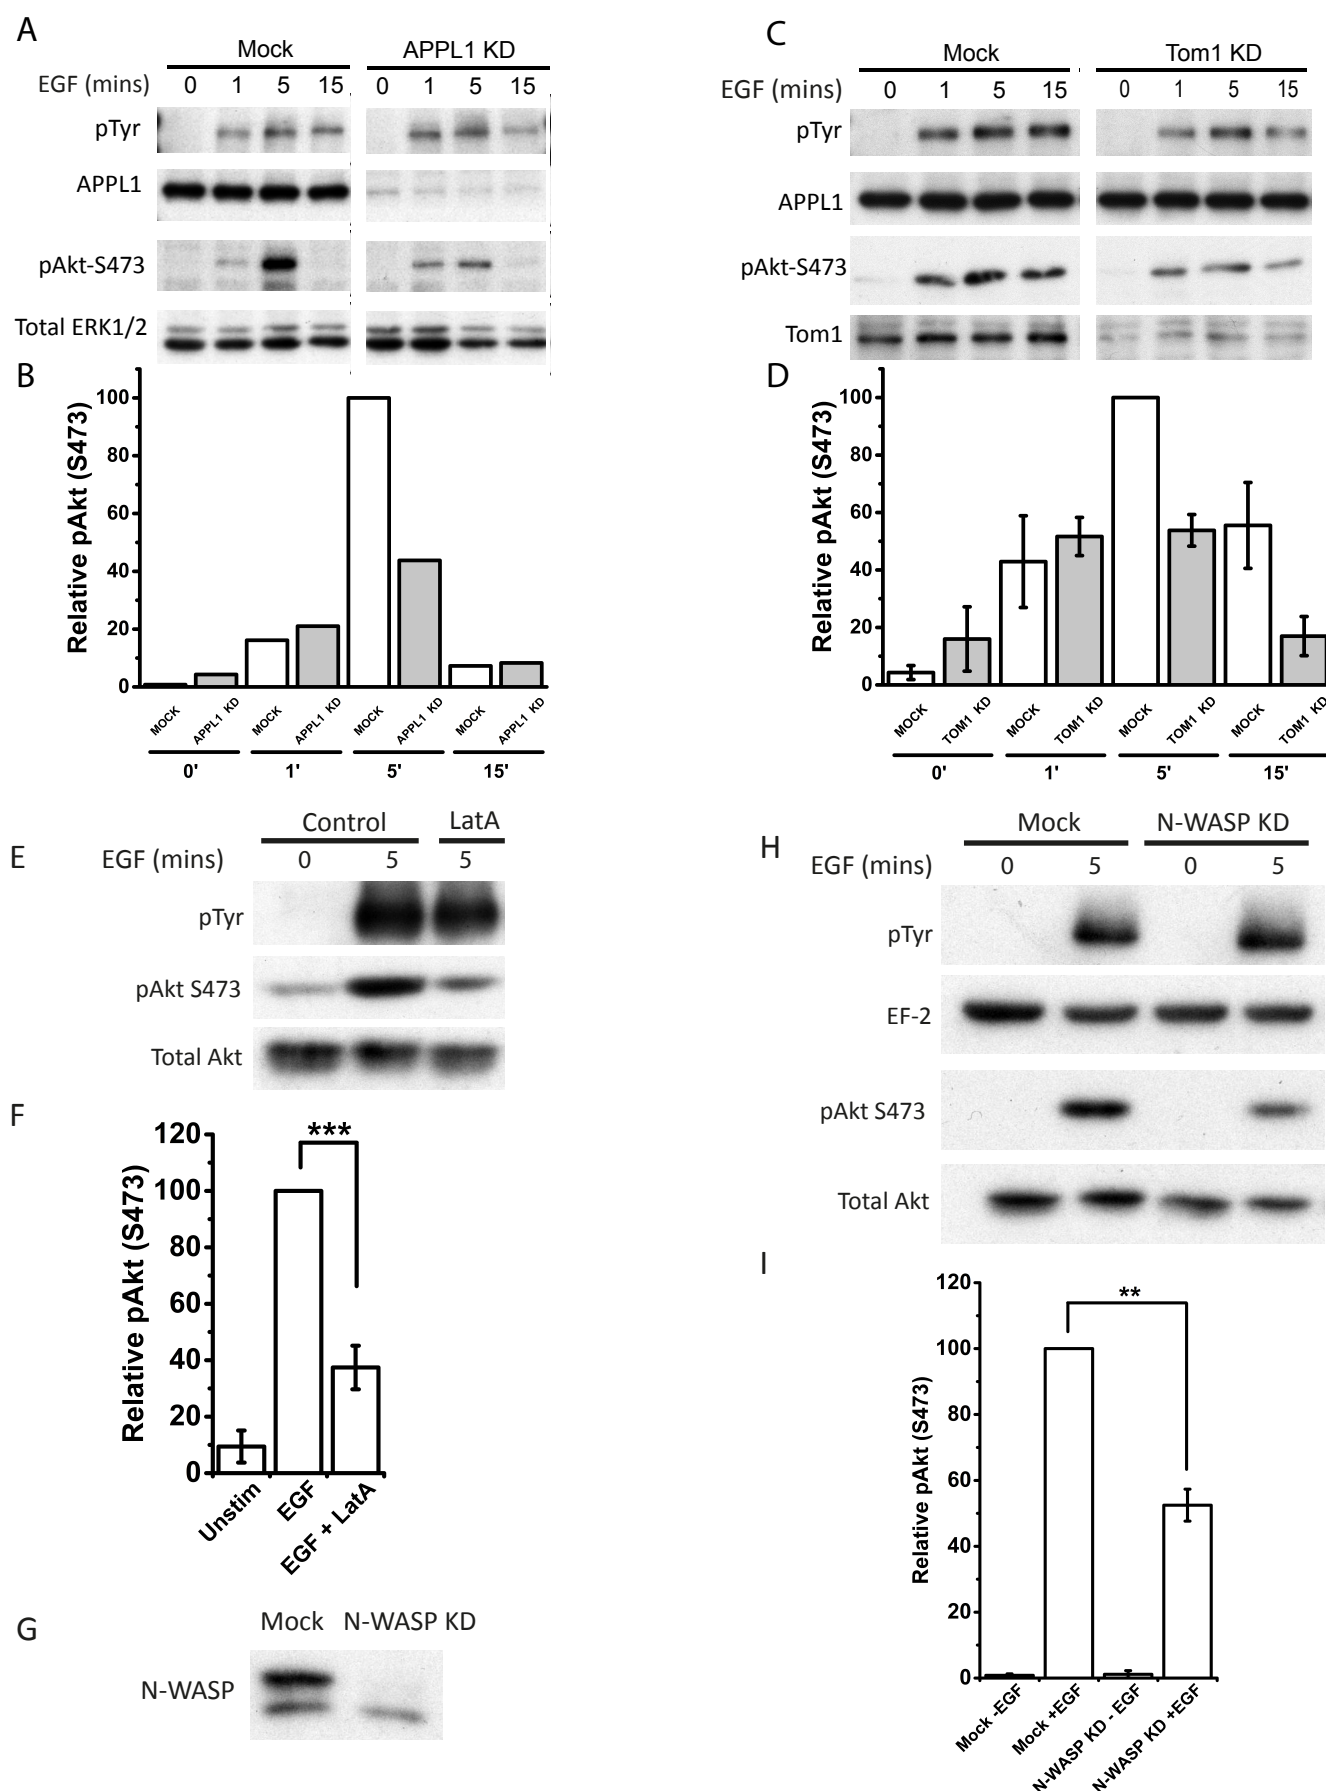 A
Mock APPL1 KD
EGF (mins) 0 1 5 15 0 1 5 15
pTyr
APPL1
pAkt-S473
Total ERK1/2
B
Relative pAkt (S473)
100
80
60
40
20
0
MOCK APPL1 KD MOCK APPL1 KD MOCK APPL1 KD MOCK APPL1 KD
0' 1' 5' 15'
C
Mock Tom1 KD
EGF (mins) 0 1 5 15 0 1 5 15
pTyr
APPL1
pAkt-S473
Tom1
D
Relative pAkt (S473)
100
80
60
40
20
0
MOCK TOM1 KD MOCK TOM1 KD MOCK TOM1 KD MOCK TOM1 KD
0' 1' 5' 15'
E
Control LatA
EGF (mins) 0 5 5
pTyr
pAkt S473
Total Akt
F
Relative pAkt (S473)
120
100
80
60
40
20
0
***
Unstim EGF EGF + LatA
G
Mock N-WASP KD
N-WASP
H
Mock N-WASP KD
EGF (mins) 0 5 0 5
pTyr
EF-2
pAkt S473
Total Akt
I
Relative pAkt (S473)
120
100
80
60
40
20
0
**
Mock -EGF Mock +EGF N-WASP KD - EGF N-WASP KD +EGF